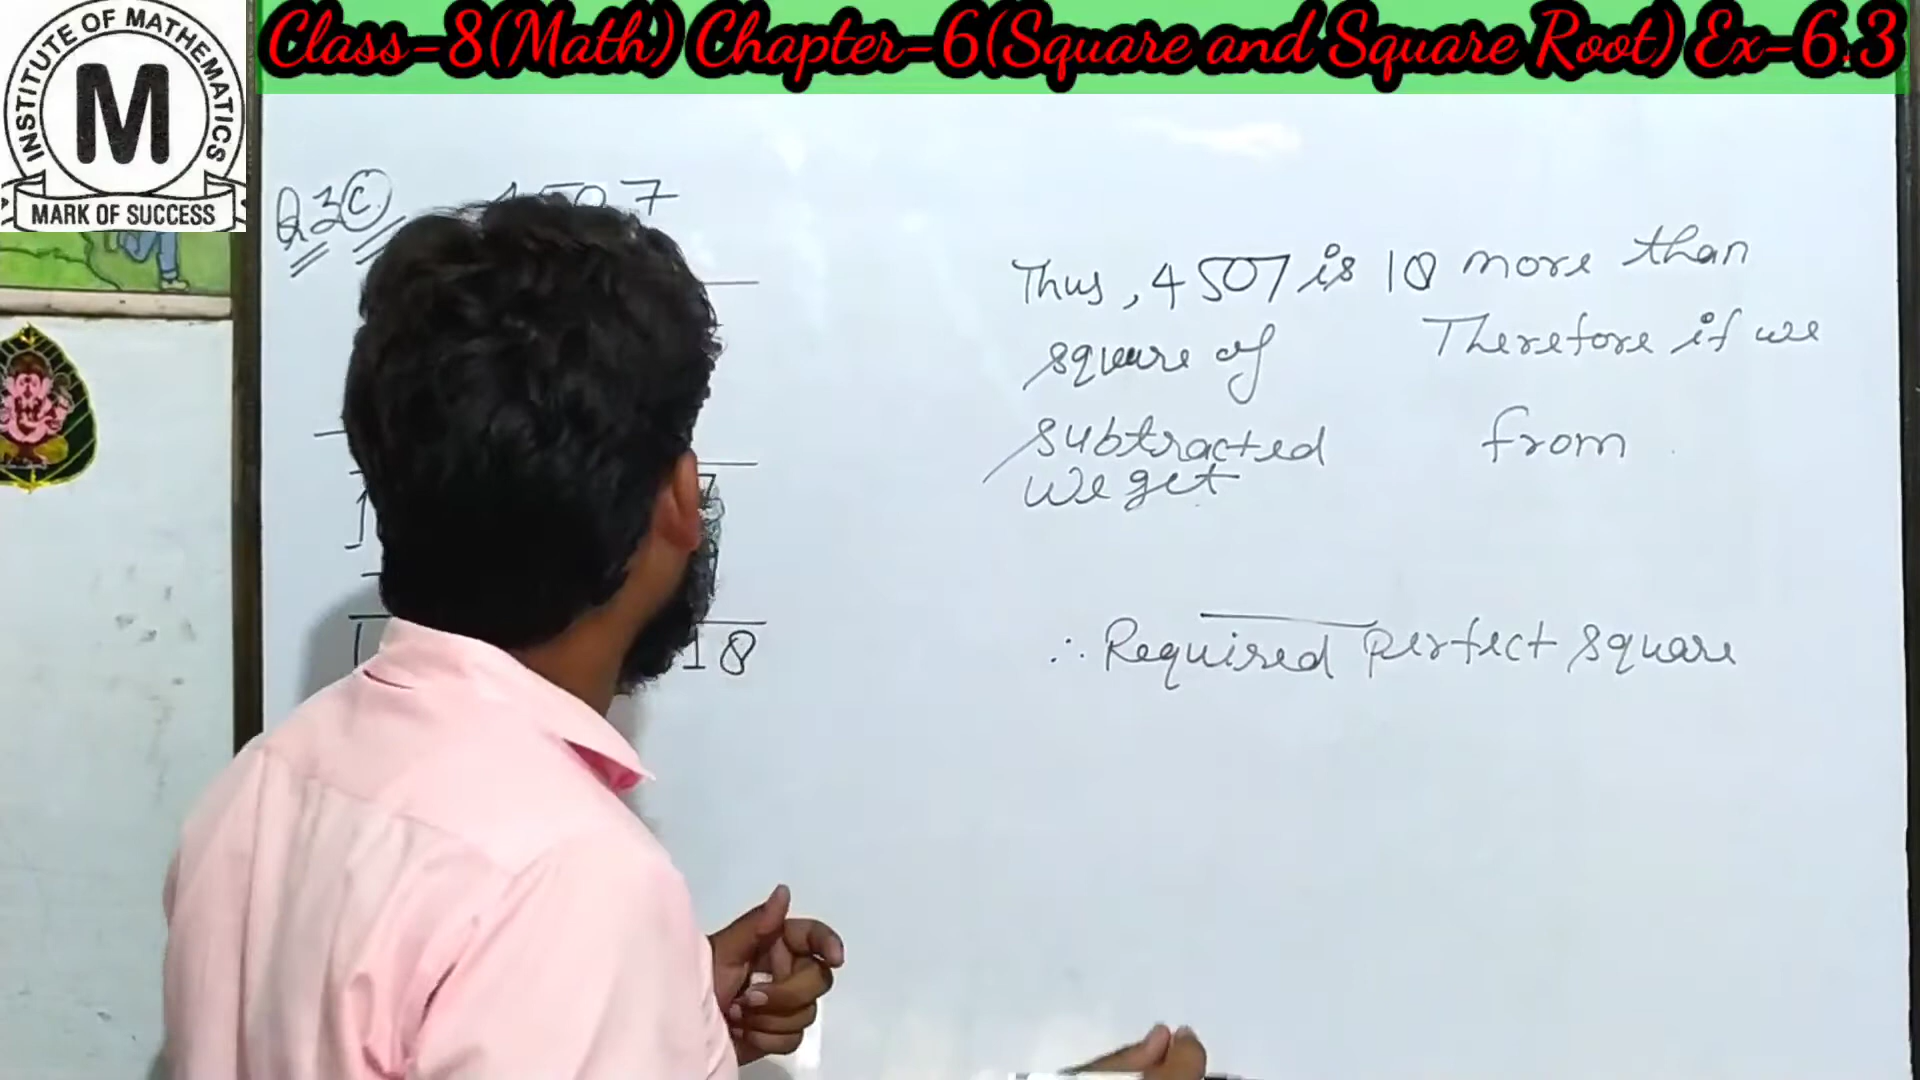 Class-8(Math) Chapter-6(Square and Square Root) Ex-6.3
INSTITUTE OF MATHEMATICS
M
MARK OF SUCCESS
Q3 C.
7
Thus, 4507 is 18 more than
square of Therefore if we
subtracted from
we get
18
∴ Required perfect square